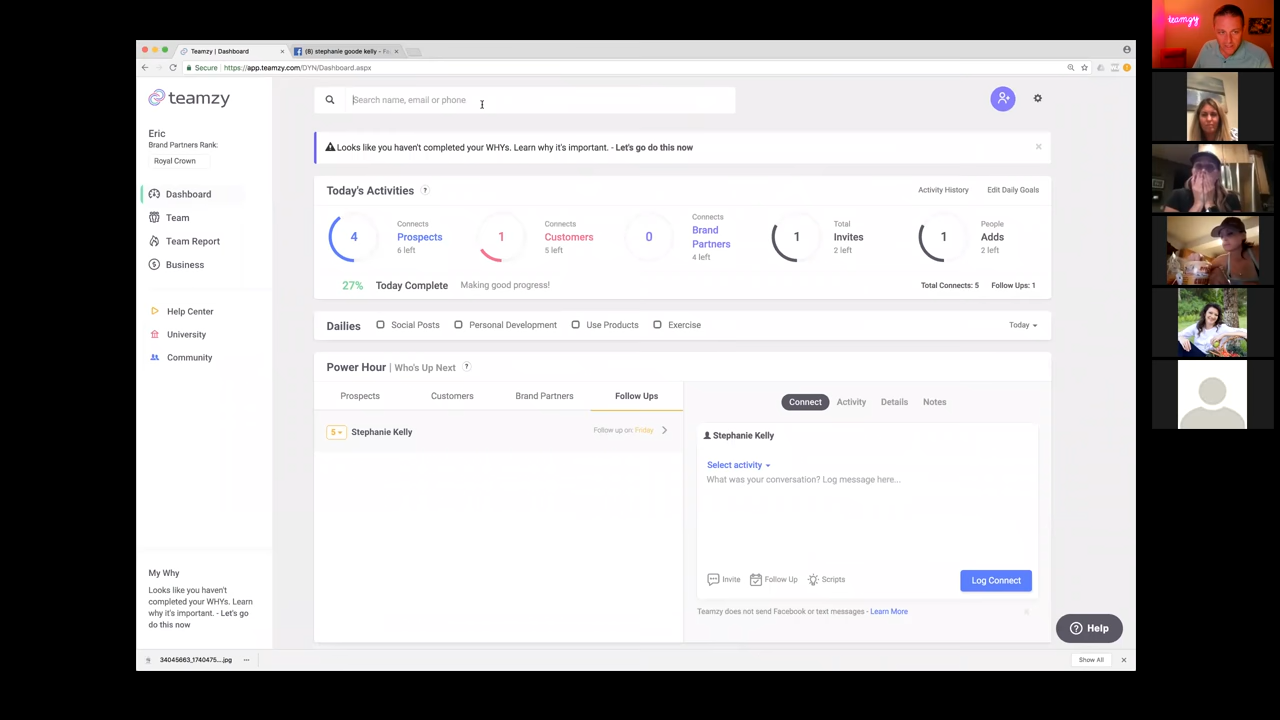 Teamzy | Dashboard
(8) stephanie goode kelly - Fa
Secure
https://app.teamzy.com/DYN/Dashboard.aspx
teamzy
Eric
Brand Partners Rank:
Royal Crown
Dashboard
Team
Team Report
Business
Help Center
University
Community
My Why
Looks like you haven't
completed your WHYs. Learn
why it's important. - Let's go
do this now
Search name, email or phone
Looks like you haven't completed your WHYs. Learn why it's important. - Let's go do this now
Today's Activities ?
Activity History
Edit Daily Goals
4
Connects
Prospects
6 left
1
Connects
Customers
5 left
0
Connects
Brand
Partners
4 left
1
Total
Invites
2 left
1
People
Adds
2 left
27% Today Complete Making good progress!
Total Connects: 5 Follow Ups: 1
Dailies
Social Posts
Personal Development
Use Products
Exercise
Today
Power Hour | Who's Up Next ?
Prospects
Customers
Brand Partners
Follow Ups
5
Stephanie Kelly
Follow up on: Friday
Connect
Activity
Details
Notes
Stephanie Kelly
Select activity
What was your conversation? Log message here...
Invite
Follow Up
Scripts
Log Connect
Teamzy does not send Facebook or text messages - Learn More
? Help
34045663_1740475....jpg
Show All
teamzy